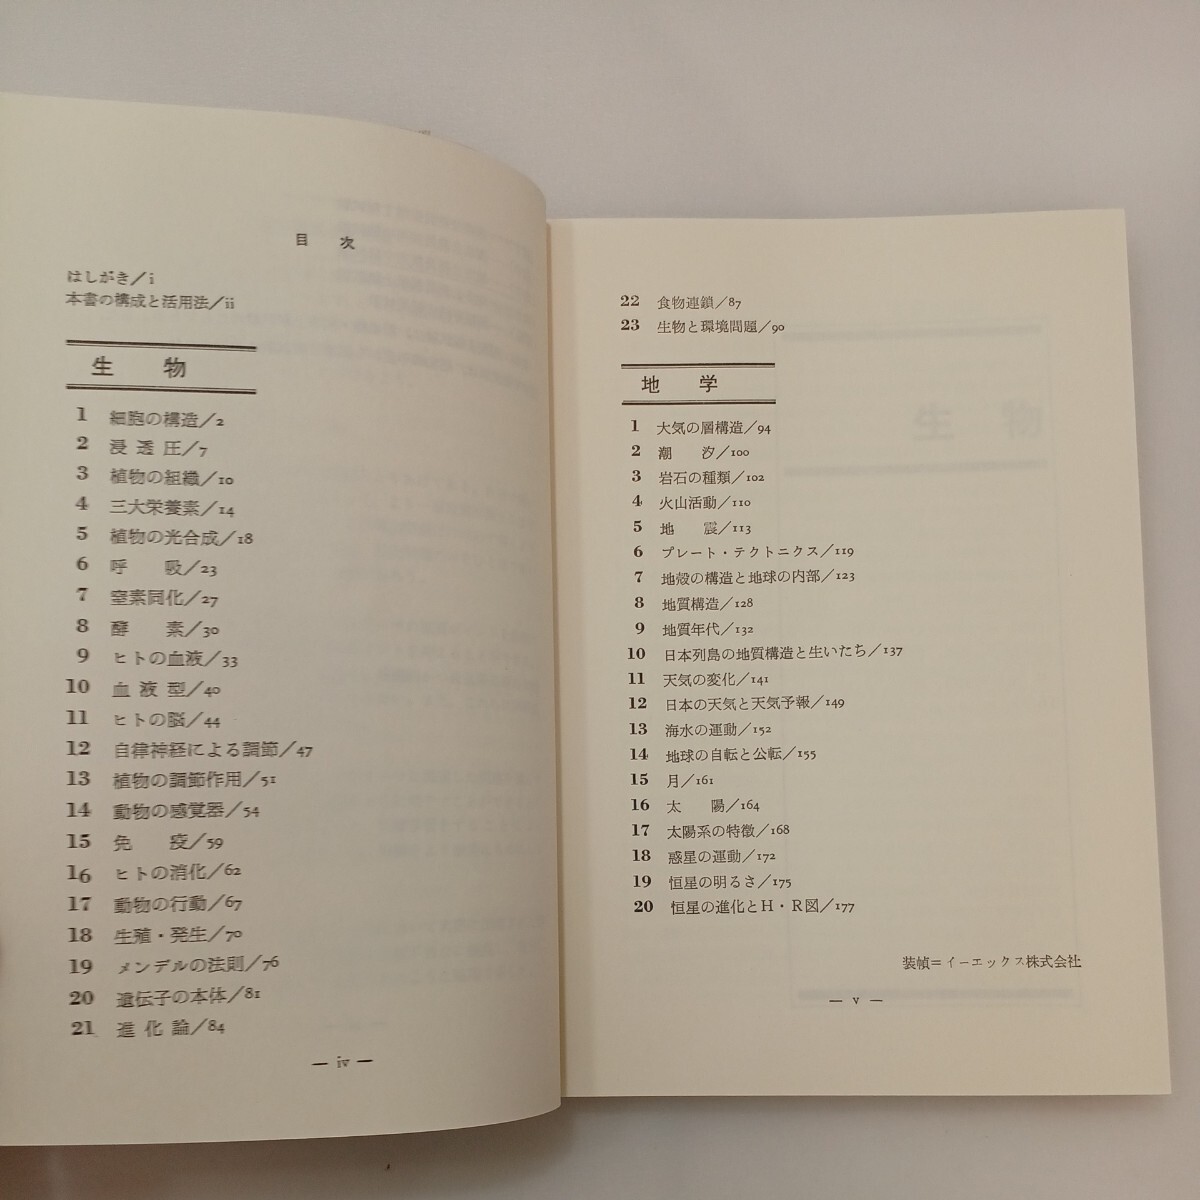 目 次
はしがき/i
本書の構成と活用法/ii
生 物
1 細胞の構造/2
2 浸透圧/7
3 植物の組織/10
4 三大栄養素/14
5 植物の光合成/18
6 呼 吸/23
7 窒素同化/27
8 酵 素/30
9 ヒトの血液/33
10 血液型/40
11 ヒトの脳/44
12 自律神経による調節/47
13 植物の調節作用/51
14 動物の感覚器/54
15 免 疫/59
16 ヒトの消化/62
17 動物の行動/67
18 生殖・発生/70
19 メンデルの法則/76
20 遺伝子の本体/81
21 進化論/84
— iv —
22 食物連鎖/87
23 生物と環境問題/90
地 学
1 大気の層構造/94
2 潮 汐/100
3 岩石の種類/102
4 火山活動/110
5 地 震/113
6 プレート・テクトニクス/119
7 地殻の構造と地球の内部/123
8 地質構造/128
9 地質年代/132
10 日本列島の地質構造と生いたち/137
11 天気の変化/141
12 日本の天気と天気予報/149
13 海水の運動/152
14 地球の自転と公転/155
15 月/161
16 太 陽/164
17 太陽系の特徴/168
18 惑星の運動/172
19 恒星の明るさ/175
20 恒星の進化とH・R図/177
装幀=イーエックス株式会社
— v —
生 物